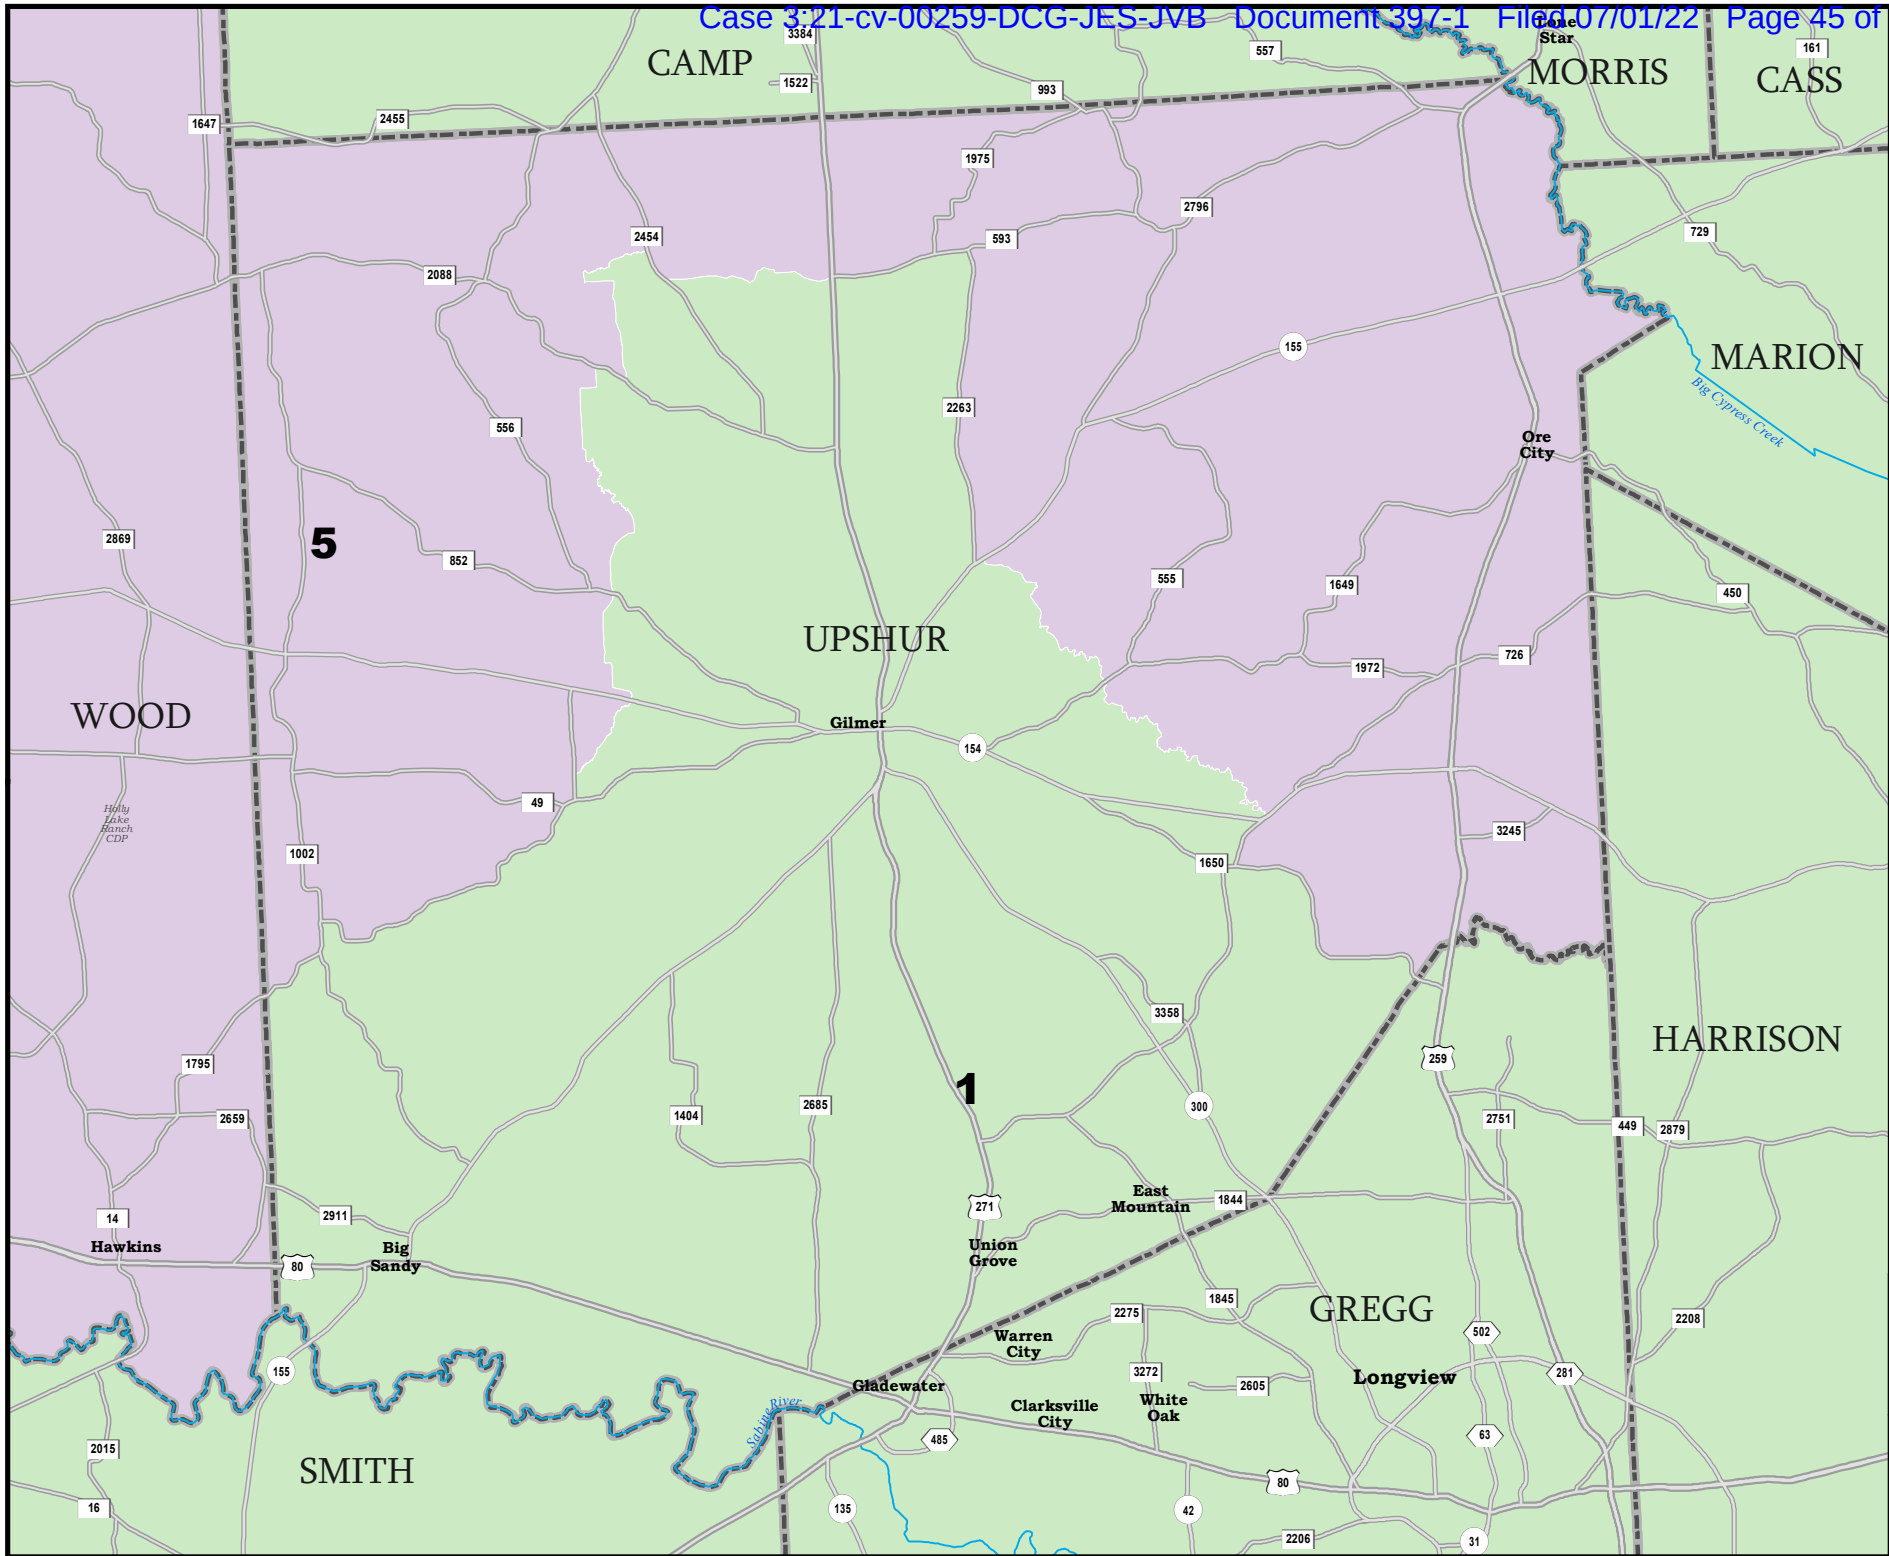 Case 3:21-cv-00259-DCG-JES-JVB Document 397-1 Filed 07/01/22 Page 45 of
Lone
Star
3384
CAMP
557
161
MORRIS
CASS
1522
993
2455
1647
1975
2796
729
2454
593
2088
155
MARION
Big Cypress Creek
2263
556
Ore
City
2869
5
852
555
1649
450
UPSHUR
1972
726
WOOD
Gilmer
154
49
Holly
Lake
Ranch
CDP
3245
1002
1650
3358
HARRISON
1795
259
1
2659
1404
2685
300
2751
449
2879
14
2911
271
East
Mountain
1844
Hawkins
Big
Sandy
80
Union
Grove
1845
2275
GREGG
2208
502
Warren
City
155
3272
2605
Longview
281
Gladewater
Sabine River
Clarksville
City
White
Oak
485
63
2015
SMITH
80
16
135
42
2206
31